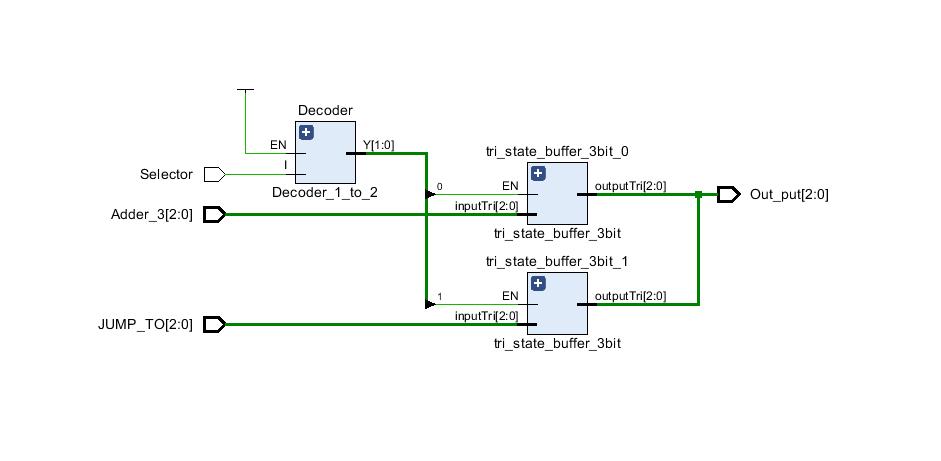 Decoder
EN
Y[1:0]
I
Selector
Decoder_1_to_2
tri_state_buffer_3bit_0
0
EN
outputTri[2:0]
Out_put[2:0]
Adder_3[2:0]
inputTri[2:0]
tri_state_buffer_3bit
tri_state_buffer_3bit_1
1
EN
outputTri[2:0]
JUMP_TO[2:0]
inputTri[2:0]
tri_state_buffer_3bit